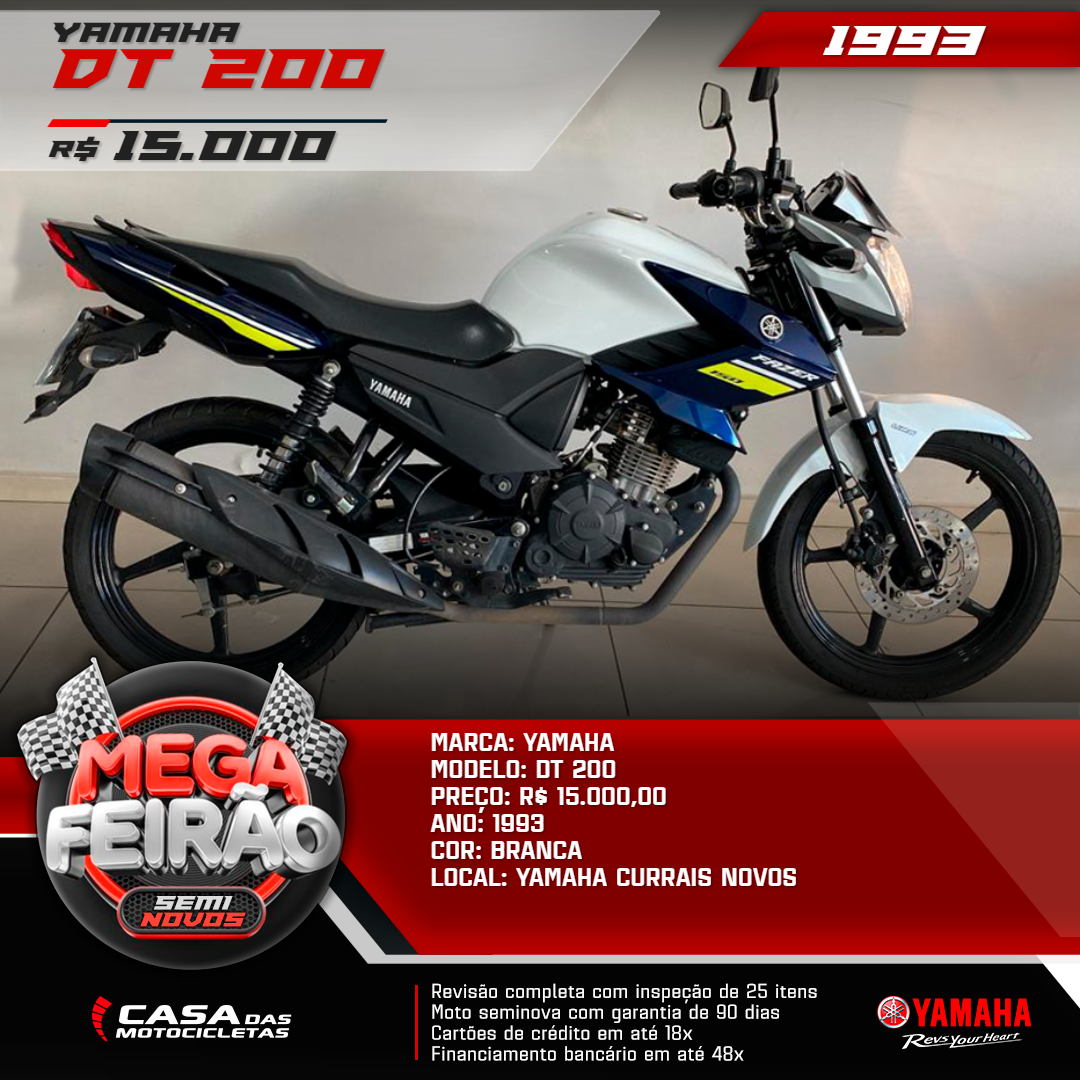 YAMAHA
DT 200
R$ 15.000
1993
YAMAHA
FAZER
150
MEGA
FEIRÃO
SEMI
NOVOS
MARCA: YAMAHA
MODELO: DT 200
PREÇO: R$ 15.000,00
ANO: 1993
COR: BRANCA
LOCAL: YAMAHA CURRAIS NOVOS
CASA DAS
MOTOCICLETAS
Revisão completa com inspeção de 25 itens
Moto seminova com garantia de 90 dias
Cartões de crédito em até 18x
Financiamento bancário em até 48x
YAMAHA
Revs Your Heart